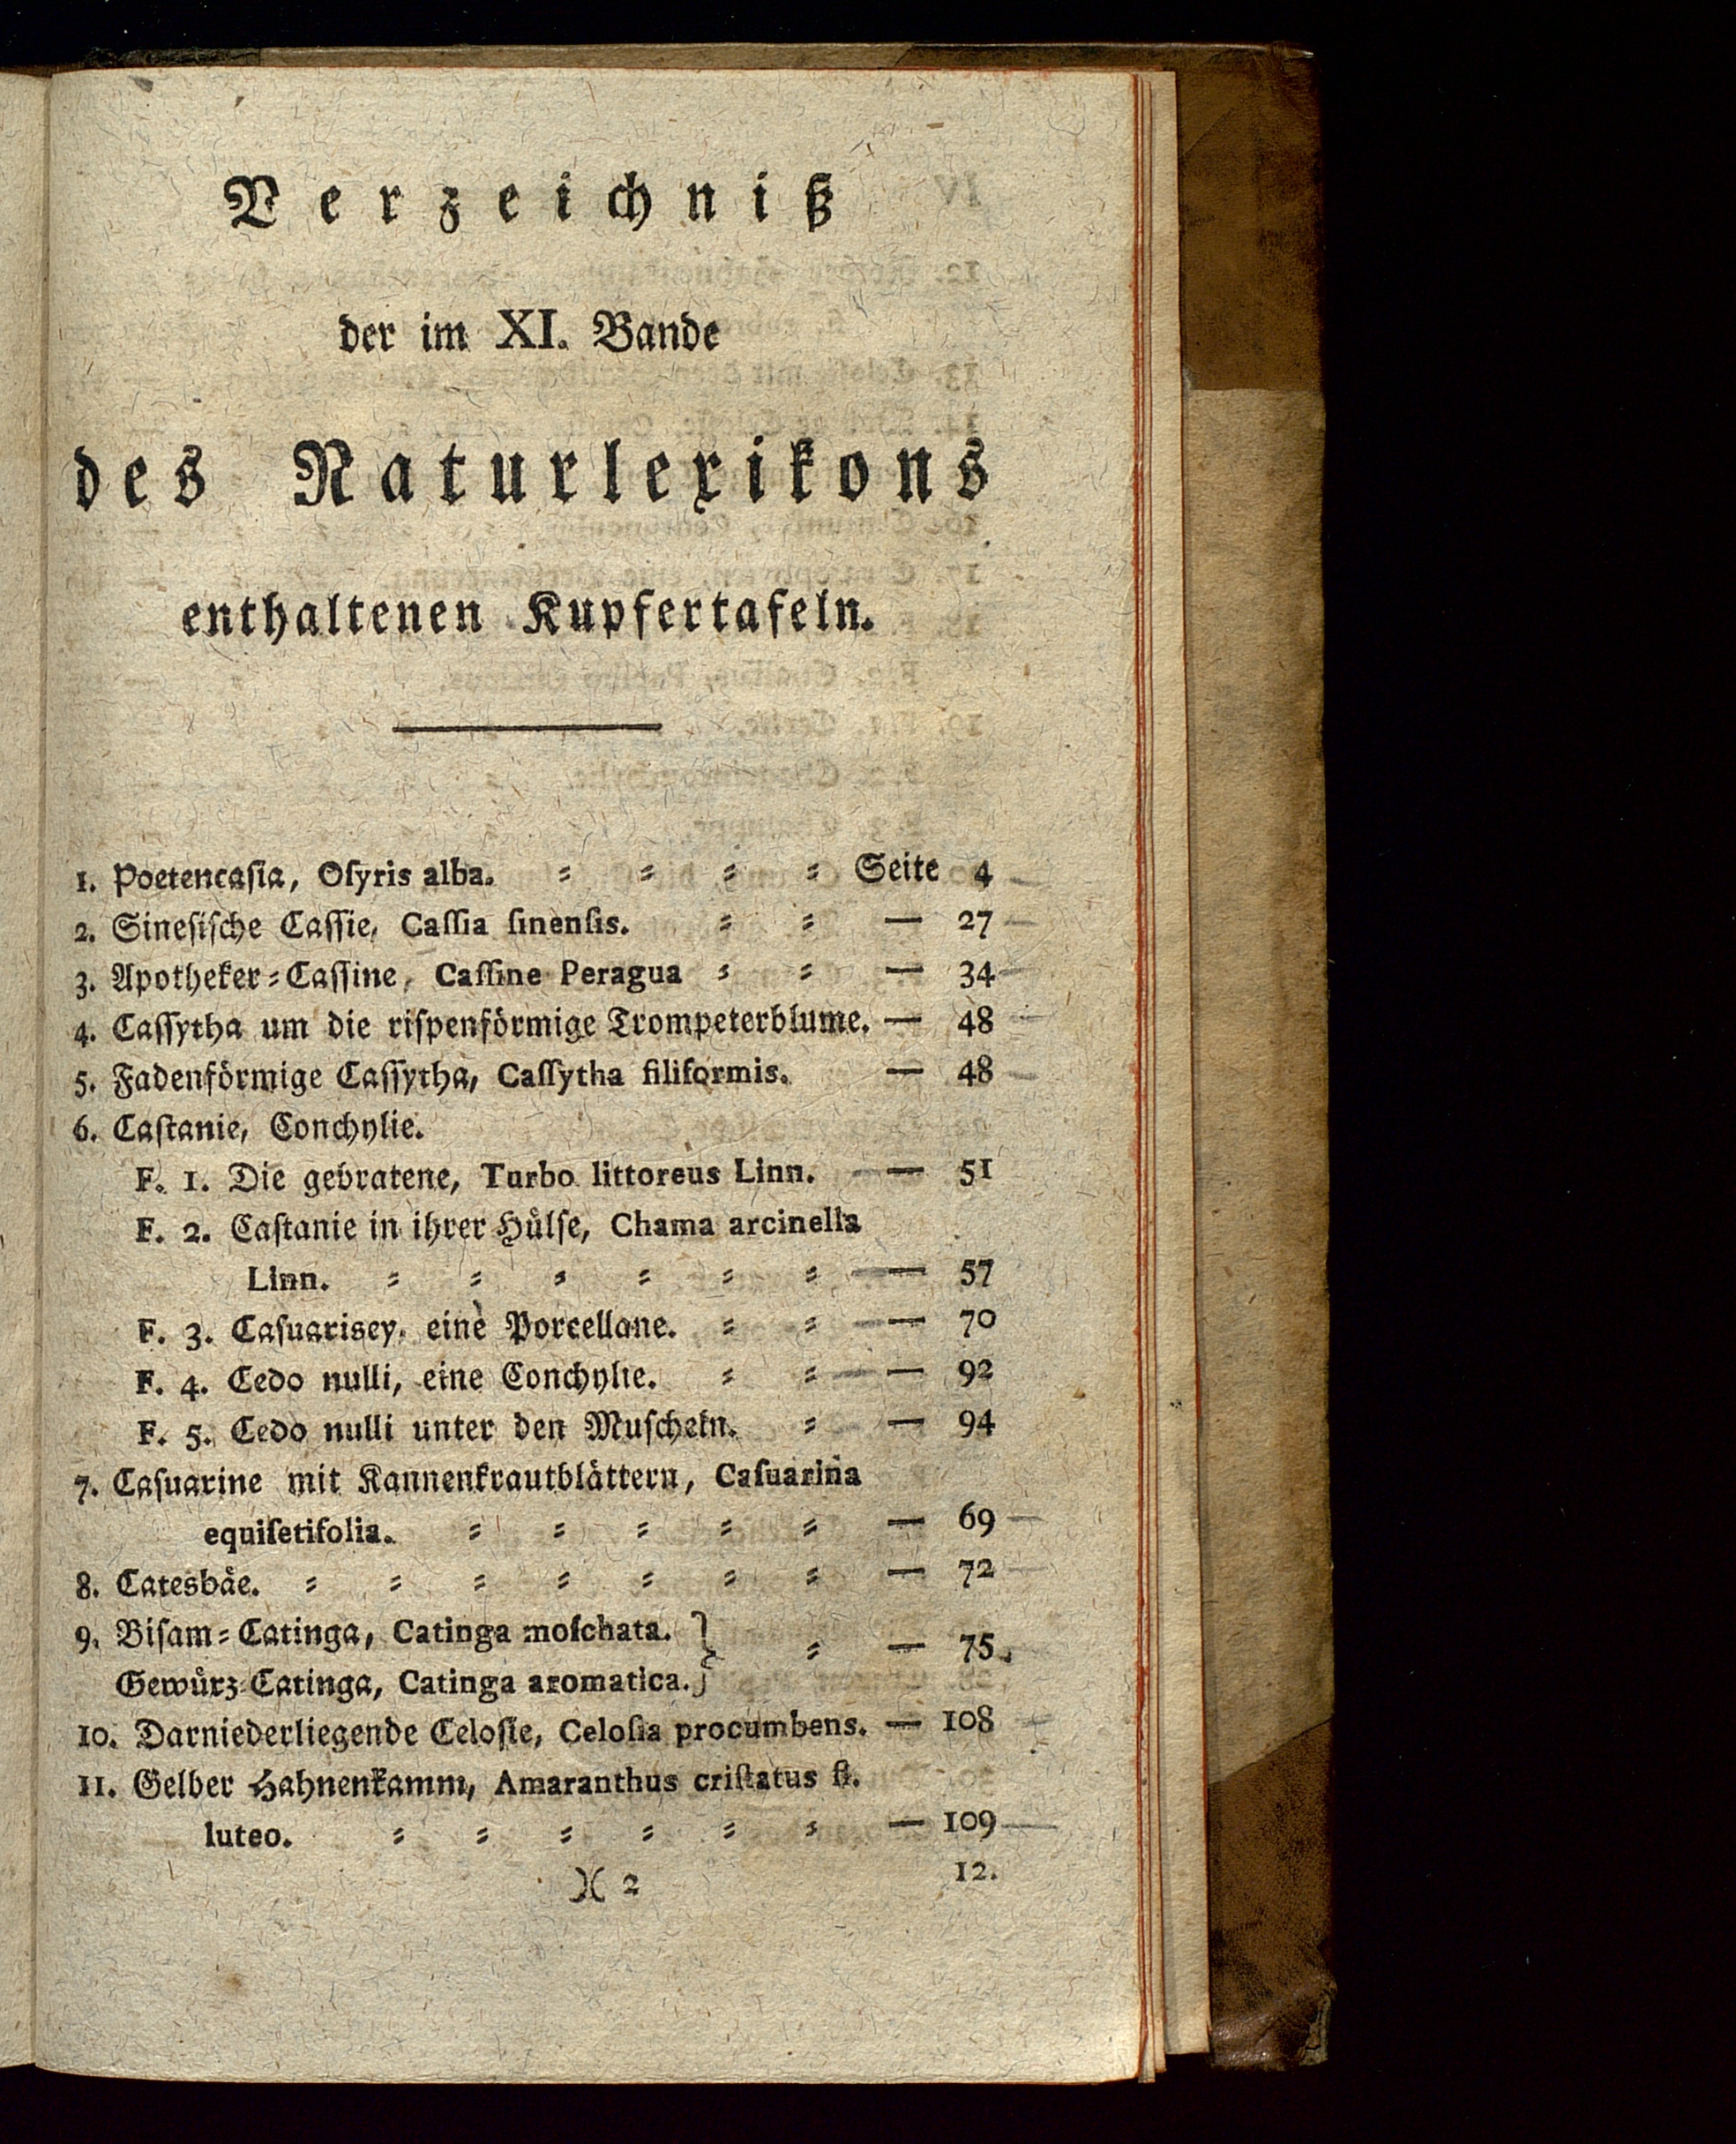 Verzeichniß
der im XI. Bande
des Naturlexikons
enthaltenen Kupfertafeln.
1. Poetencasia, Oſyris alba. ⸗ ⸗ ⸗ ⸗ Seite 4
2. Sineſiſche Caſſie, Caſſia ſinenſis. ⸗ ⸗ — 27
3. Apotheker⸗Caſſine, Caſſine Peragua ⸗ ⸗ — 34
4. Caſſytha um die riſpenförmige Trompeterblume. — 48
5. Fadenförmige Caſſytha, Caſſytha filiformis. — 48
6. Caſtanie, Conchylie.
F. 1. Die gebratene, Turbo littoreus Linn. — 51
F. 2. Caſtanie in ihrer Hülſe, Chama arcinella
Linn. ⸗ ⸗ ⸗ ⸗ ⸗ ⸗ — 57
F. 3. Caſuarisey, eine Porcellane. ⸗ ⸗ — 70
F. 4. Cedo nulli, eine Conchylie. ⸗ ⸗ — 92
F. 5. Cedo nulli unter den Muſcheln. ⸗ — 94
7. Caſuarine mit Kannenkrautblättern, Caſuarina
equiſetifolia. ⸗ ⸗ ⸗ ⸗ ⸗ — 69
8. Catesbäe. ⸗ ⸗ ⸗ ⸗ ⸗ ⸗ ⸗ — 72
9. Biſam⸗Catinga, Catinga moſchata. } ⸗ — 75.
Gewürz⸗Catinga, Catinga aromatica.
10. Darniederliegende Celoſie, Celoſia procumbens. — 108
11. Gelber Hahnenkamm, Amaranthus criſtatus fl.
luteo. ⸗ ⸗ ⸗ ⸗ ⸗ ⸗ — 109
)( 2 12.